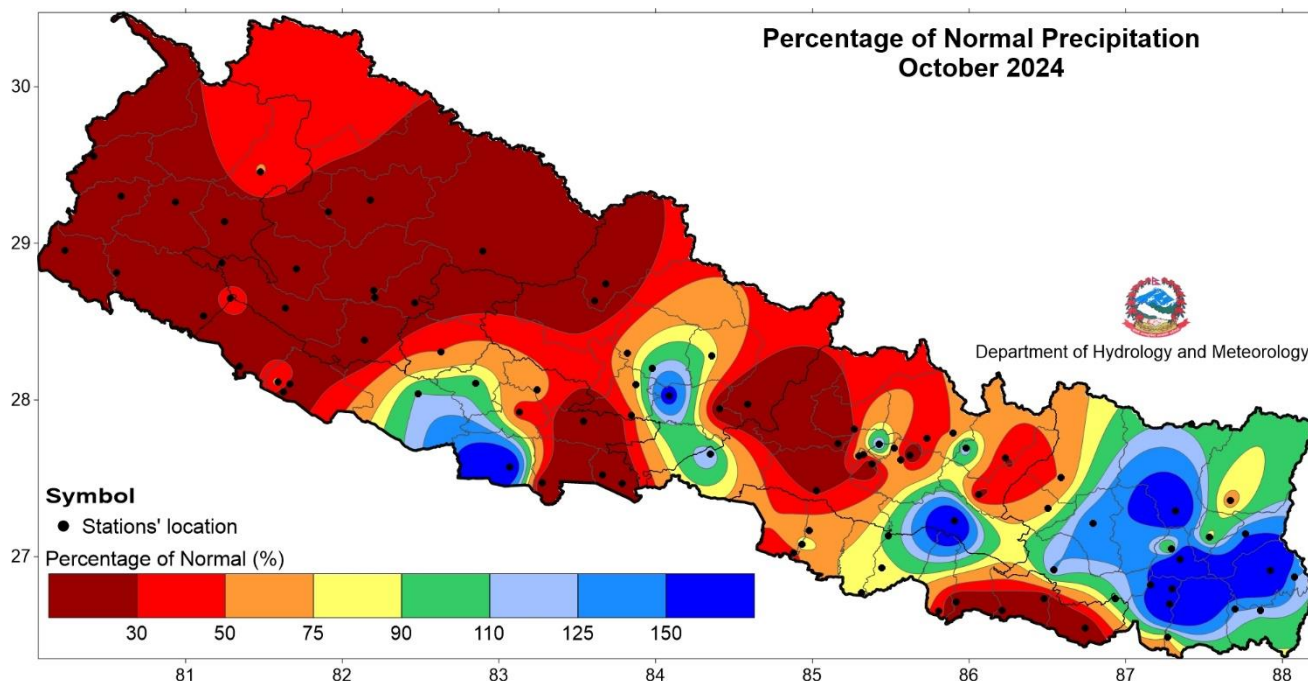 Percentage of Normal Precipitation
October 2024
30
29
28
27
Department of Hydrology and Meteorology
Symbol
Stations' location
Percentage of Normal (%)
30 50 75 90 110 125 150
81 82 83 84 85 86 87 88